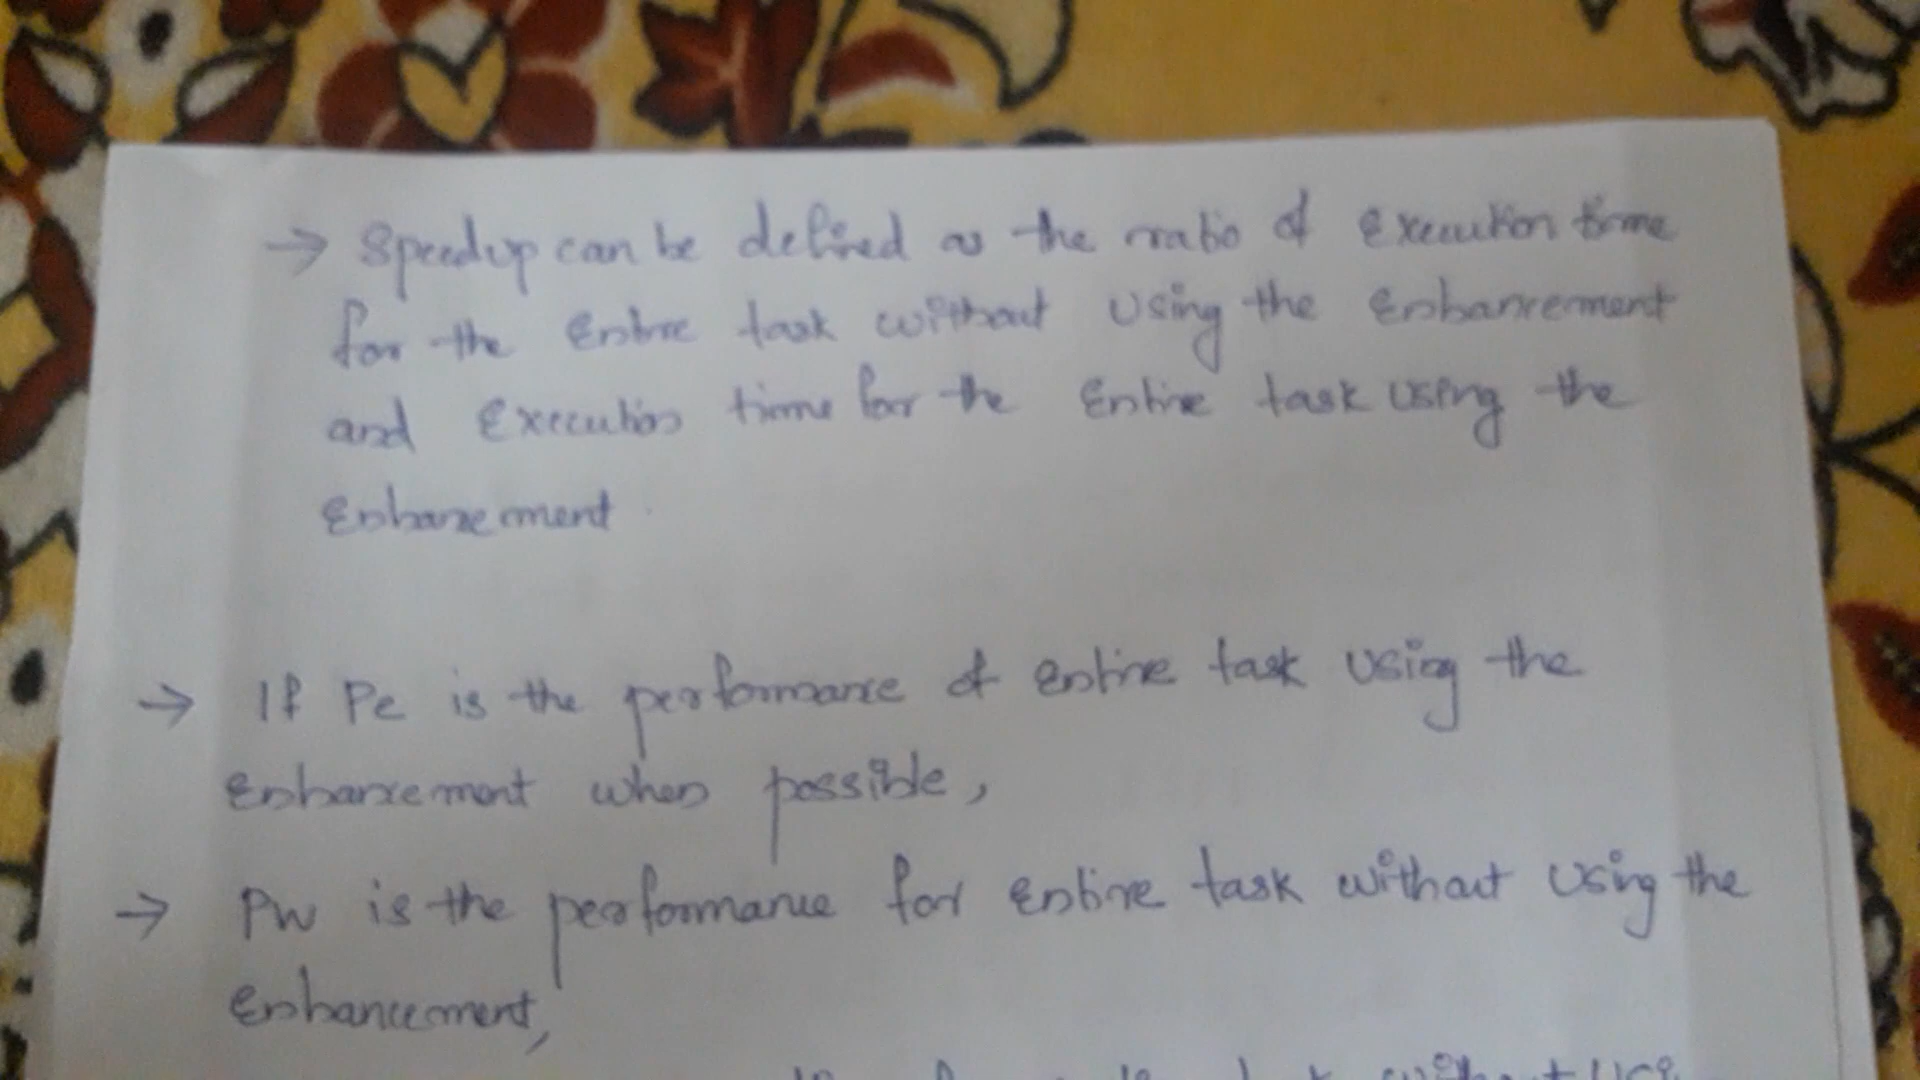 → Speedup can be defined as the ratio of execution time
for the Entire task without using the Enhancement
and Execution time for the Entire task using the
Enhancement
→ If Pe is the performance of entire task using the
Enhancement when possible,
→ Pw is the performance for entire task without using the
Enhancement,
task without